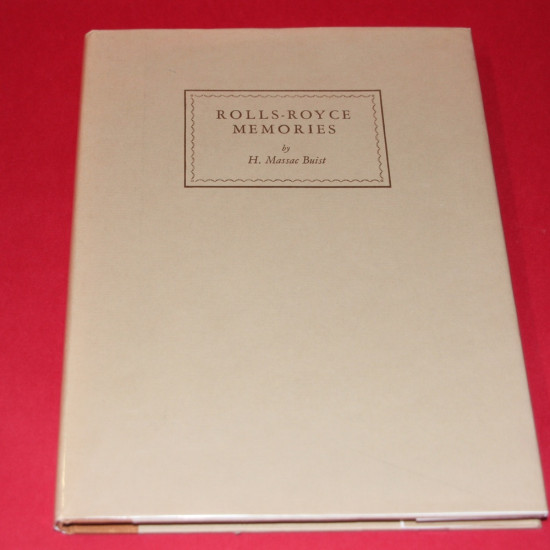 ROLLS-ROYCE
MEMORIES
by
H. Massac Buist